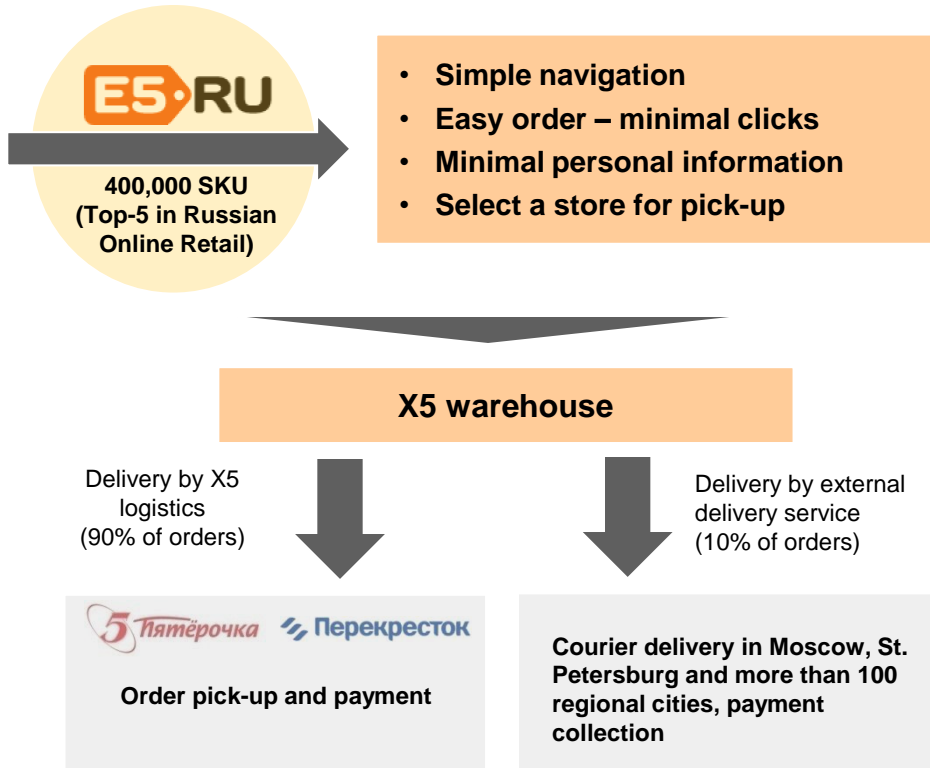 E5.RU
400,000 SKU
(Top-5 in Russian
Online Retail)
• Simple navigation
• Easy order – minimal clicks
• Minimal personal information
• Select a store for pick-up
X5 warehouse
Delivery by X5
logistics
(90% of orders)
Delivery by external
delivery service
(10% of orders)
5 Пятёрочка
Перекресток
Order pick-up and payment
Courier delivery in Moscow, St.
Petersburg and more than 100
regional cities, payment
collection